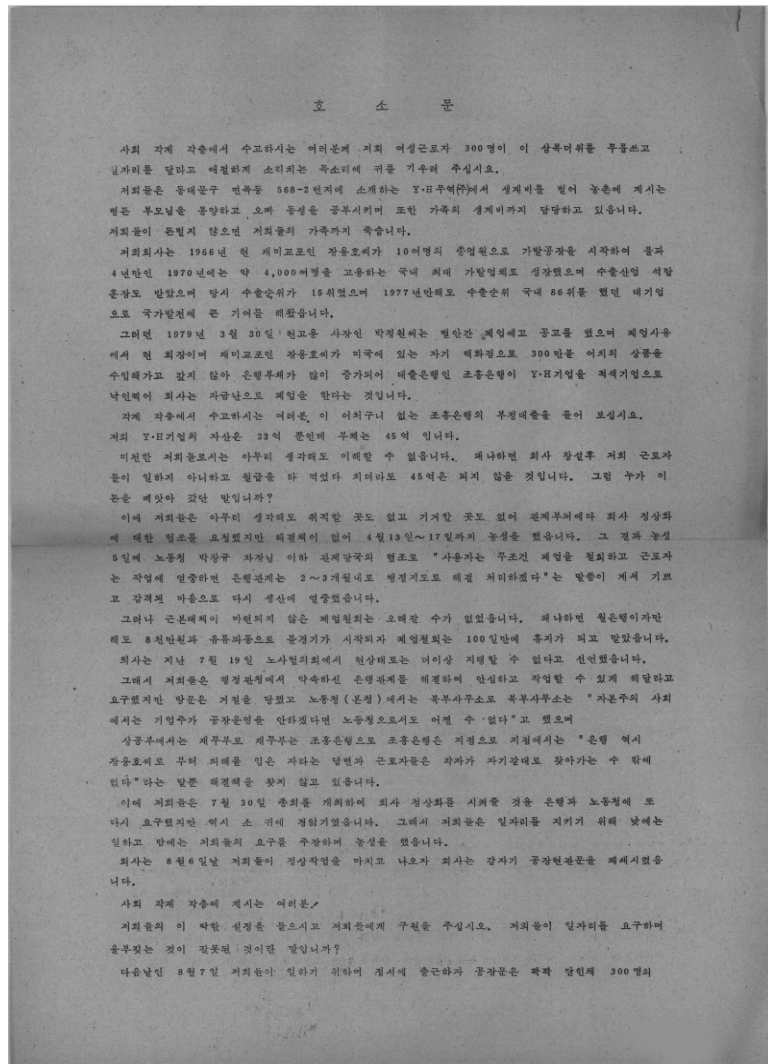 호 소 문
사회 각계 각층에서 수고하시는 여러분께 저희 여성근로자 300명이 이 삼복더위를 무릅쓰고
일자리를 달라고 애절하게 소리치는 목소리에 귀를 기우려 주십시요.
저희들은 동대문구 면목동 568-2번지에 소재하는 Y·H무역(주)에서 생계비를 벌어 농촌에 계시는
병든 부모님을 봉양하고 오빠 동생을 공부시키며 또한 가족의 생계비까지 담당하고 있읍니다.
저희들이 돈벌지 않으면 저희들의 가족까지 죽습니다.
저희회사는 1966년 현 재미교포인 장용호씨가 10여명의 종업원으로 가발공장을 시작하여 불과
4년만인 1970년에는 약 4,000여명을 고용하는 국내 최대 가발업체로 성장했으며 수출산업 석탑
훈장도 받았으며 당시 수출순위가 15위였으며 1977년만해도 수출순위 국내 86위를 했던 대기업
으로 국가발전에 큰 기여를 해왔읍니다.
그러던 1979년 3월 30일 현고용 사장인 박정원씨는 별안간 폐업예고 공고를 했으며 폐업사유
에서 현 회장이며 재미교포인 장용호씨가 미국에 있는 자기 백화점으로 300만불 어치의 상품을
수입해가고 갚지 않아 은행부채가 많이 증가되어 대출은행인 조흥은행이 Y·H기업을 적색기업으로
낙인찍어 회사는 자금난으로 폐업을 한다는 것입니다.
각계 각층에서 수고하시는 여러분, 이 어처구니 없는 조흥은행의 부정대출을 들어 보십시요.
저희 Y·H기업의 자산은 23억 뿐인데 부채는 45억 입니다.
미천한 저희들로서는 아무리 생각해도 이해할 수 없읍니다. 왜냐하면 회사 창설후 저희 근로자
들이 일하지 아니하고 월급을 타 먹었다 치더라도 45억은 되지 않을 것입니다. 그럼 누가 이
돈을 빼앗아 갔단 말입니까?
이에 저희들은 아무리 생각해도 취직할 곳도 없고 기거할 곳도 없어 관계부처에다 회사 정상화
에 대한 협조를 요청했지만 해결책이 없어 4월13일~17일까지 농성을 했읍니다. 그 결과 농성
5일째 노동청 박창규 차장님 이하 관계당국의 협조로 "사용자는 무조건 폐업을 철회하고 근로자
는 작업에 열중하면 은행관계는 2~3개월내로 행정지도로 해결 처리하겠다"는 말씀이 계셔 기쁘
고 감격된 마음으로 다시 생산에 열중했읍니다.
그러나 근본대책이 마련되지 않은 폐업철회는 오래갈 수가 없었읍니다. 왜냐하면 월은행이자만
해도 8천만원과 유류파동으로 불경기가 시작되자 폐업철회는 100일만에 휴지가 되고 말았읍니다.
회사는 지난 7월 19일 노사협의회에서 현상태로는 더이상 지탱할 수 없다고 선언했읍니다.
그래서 저희들은 행정관청에서 약속하신 은행관계를 해결하여 안심하고 작업할 수 있게 해달라고
요구했지만 방문은 거절을 당했고 노동청(본청)에서는 북부사무소로 북부사무소는 "자본주의 사회
에서는 기업주가 공장운영을 안하겠다면 노동청으로서도 어쩔 수 없다"고 했으며
상공부에서는 재무부로 재무부는 조흥은행으로 조흥은행은 지점으로 지점에서는 "은행 역시
장용호씨로 부터 피해를 입은 자라는 답변과 근로자들은 각자가 자기갈대로 찾아가는 수 밖에
없다"라는 말뿐 해결책을 찾지 않고 있읍니다.
이에 저희들은 7월 30일 총회를 개최하여 회사 정상화를 시켜줄 것을 은행과 노동청에 또
다시 요구했지만 역시 소 귀에 경읽기였읍니다. 그래서 저희들은 일자리를 지키기 위해 낮에는
일하고 밤에는 저희들의 요구를 주장하며 농성을 했읍니다.
회사는 8월6일날 저희들이 정상작업을 마치고 나오자 회사는 갑자기 공장현관문을 폐쇄시켰읍
니다.
사회 각계 각층에 계시는 여러분!
저희들의 이 딱한 실정을 들으시고 저희들에게 구원을 주십시오. 저희들이 일자리를 요구하며
울부짖는 것이 잘못된 것이란 말입니까?
다음날인 8월7일 저희들이 일하기 위하여 정시에 출근하자 공장문은 꽉꽉 닫힌체 300명의